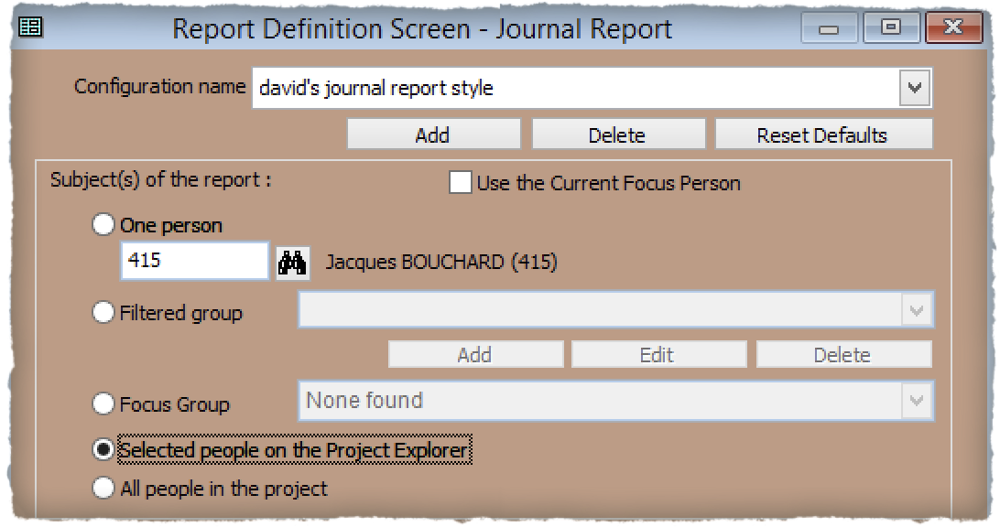 Report Definition Screen - Journal Report
Configuration name david's journal report style
Add Delete Reset Defaults
Subject(s) of the report : Use the Current Focus Person
One person
415 Jacques BOUCHARD (415)
Filtered group
Add Edit Delete
Focus Group None found
Selected people on the Project Explorer
All people in the project